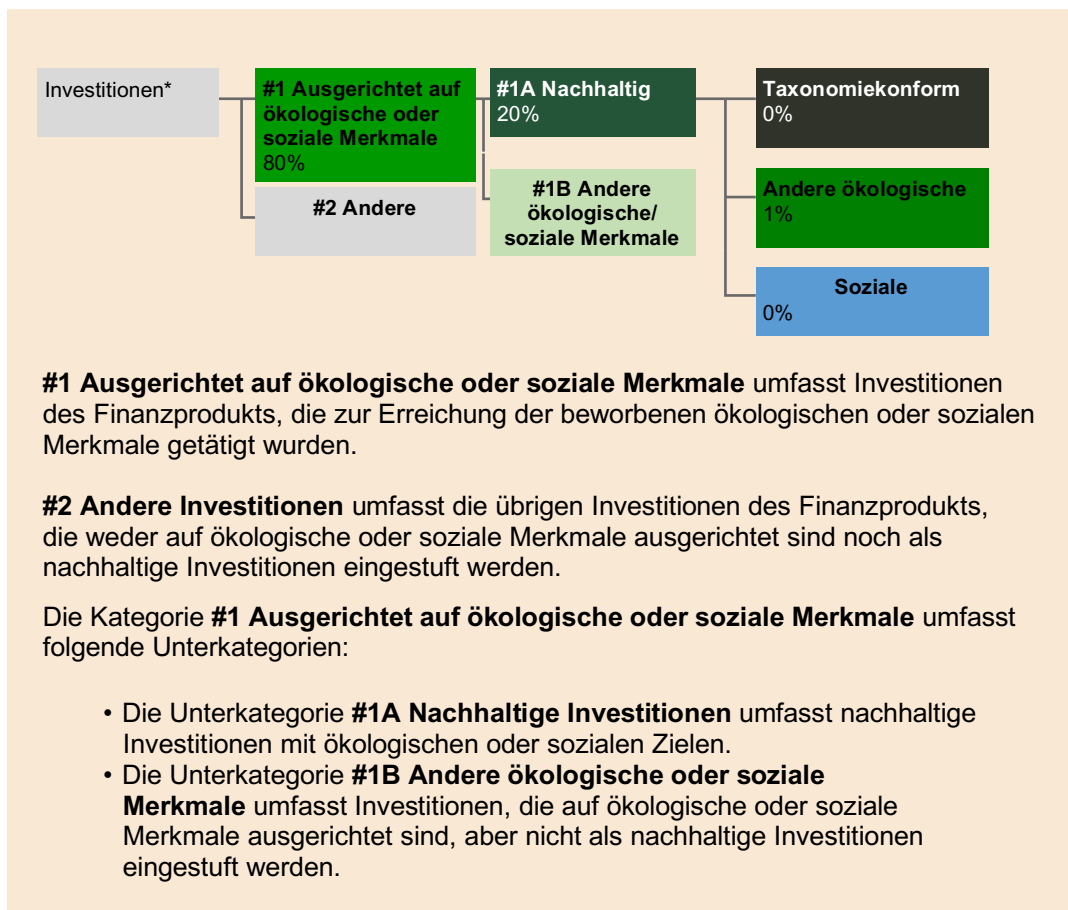 Investitionen*
#1 Ausgerichtet auf
ökologische oder
soziale Merkmale
80%
#2 Andere
#1A Nachhaltig
20%
#1B Andere
ökologische/
soziale Merkmale
Taxonomiekonform
0%
Andere ökologische
1%
Soziale
0%
#1 Ausgerichtet auf ökologische oder soziale Merkmale umfasst Investitionen
des Finanzprodukts, die zur Erreichung der beworbenen ökologischen oder sozialen
Merkmale getätigt wurden.
#2 Andere Investitionen umfasst die übrigen Investitionen des Finanzprodukts,
die weder auf ökologische oder soziale Merkmale ausgerichtet sind noch als
nachhaltige Investitionen eingestuft werden.
Die Kategorie #1 Ausgerichtet auf ökologische oder soziale Merkmale umfasst
folgende Unterkategorien:
• Die Unterkategorie #1A Nachhaltige Investitionen umfasst nachhaltige
Investitionen mit ökologischen oder sozialen Zielen.
• Die Unterkategorie #1B Andere ökologische oder soziale
Merkmale umfasst Investitionen, die auf ökologische oder soziale
Merkmale ausgerichtet sind, aber nicht als nachhaltige Investitionen
eingestuft werden.